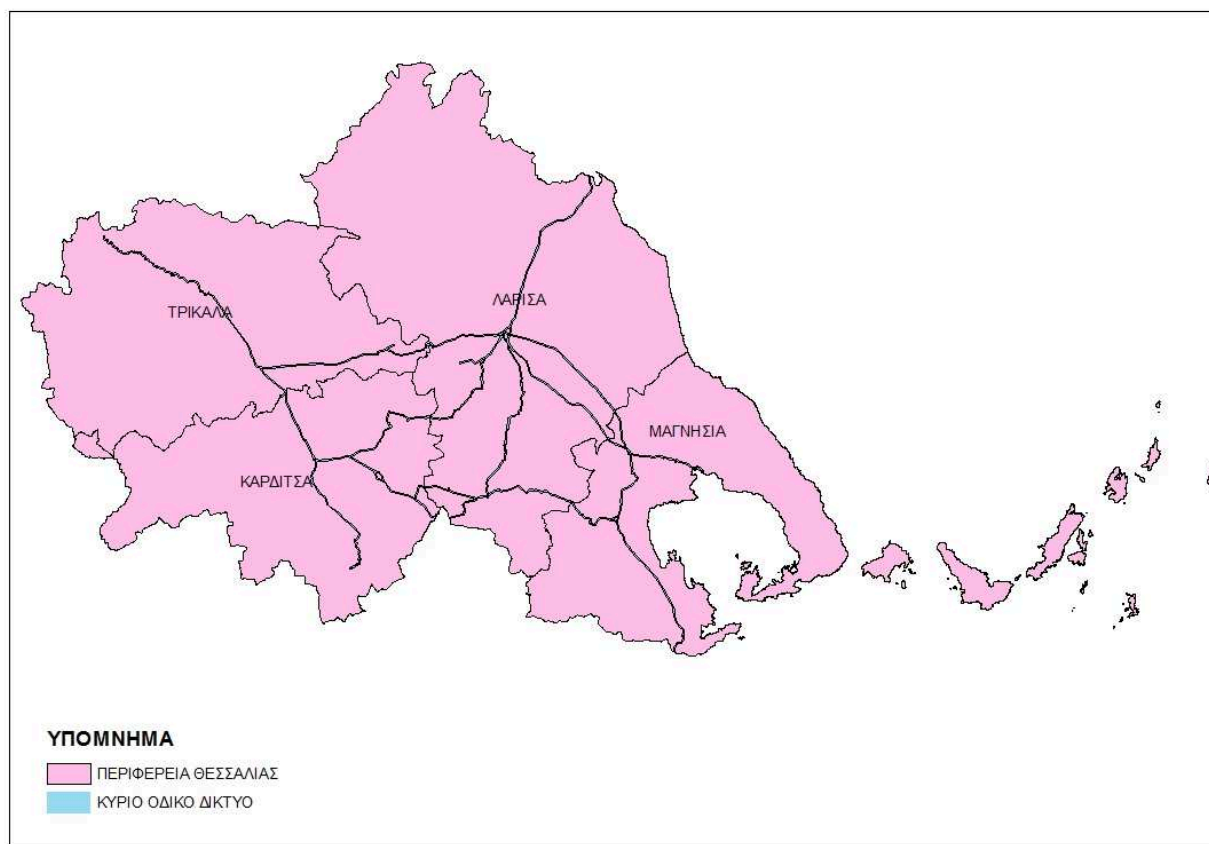 ΛΑΡΙΣΑ
ΤΡΙΚΑΛΑ
ΜΑΓΝΗΣΙΑ
ΚΑΡΔΙΤΣΑ
ΥΠΟΜΝΗΜΑ
ΠΕΡΙΦΕΡΕΙΑ ΘΕΣΣΑΛΙΑΣ
ΚΥΡΙΟ ΟΔΙΚΟ ΔΙΚΤΥΟ